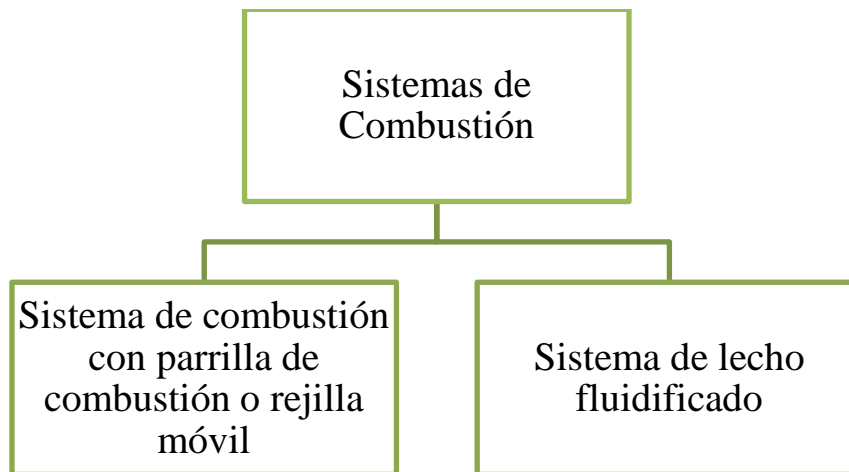 Sistemas de
Combustión
Sistema de combustión
con parrilla de
combustión o rejilla
móvil
Sistema de lecho
fluidificado